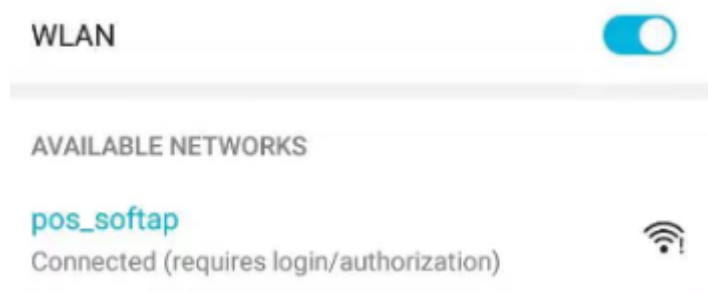 WLAN
AVAILABLE NETWORKS
pos_softap
Connected (requires login/authorization)